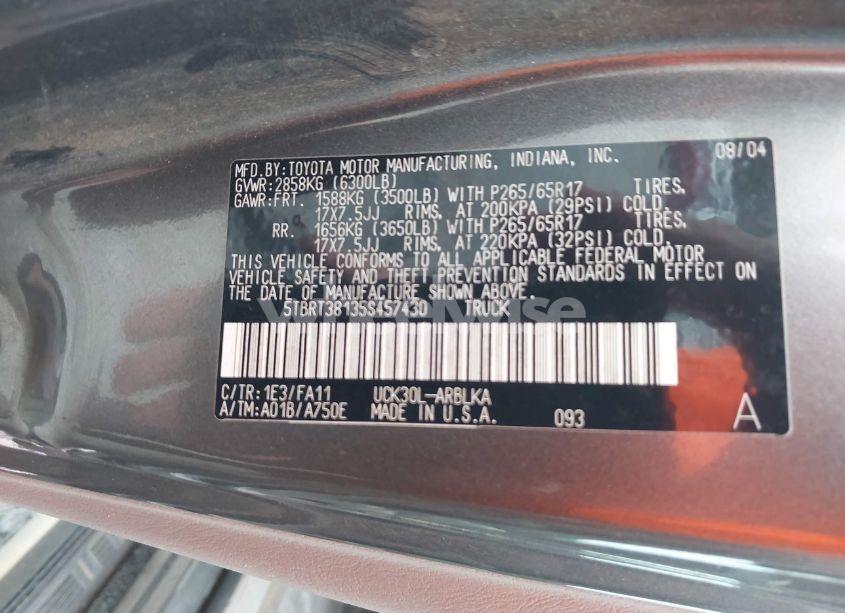 MFD.BY:TOYOTA MOTOR MANUFACTURING, INDIANA, INC. 08/04
GVWR:2858KG (6300LB)
GAWR:FRT. 1588KG (3500LB) WITH P265/65R17 TIRES,
17X7.5JJ RIMS, AT 200KPA (29PSI) COLD.
RR. 1656KG (3650LB) WITH P265/65R17 TIRES,
17X7.5JJ RIMS, AT 220KPA (32PSI) COLD.
THIS VEHICLE CONFORMS TO ALL APPLICABLE FEDERAL MOTOR
VEHICLE SAFETY AND THEFT PREVENTION STANDARDS IN EFFECT ON
THE DATE OF MANUFACTURE SHOWN ABOVE.
5TBRT38135S457430 TRUCK
C/TR:1E3/FA11 UCK30L-ARBLKA
A/TM:A01B/A750E MADE IN U.S.A. 093 A